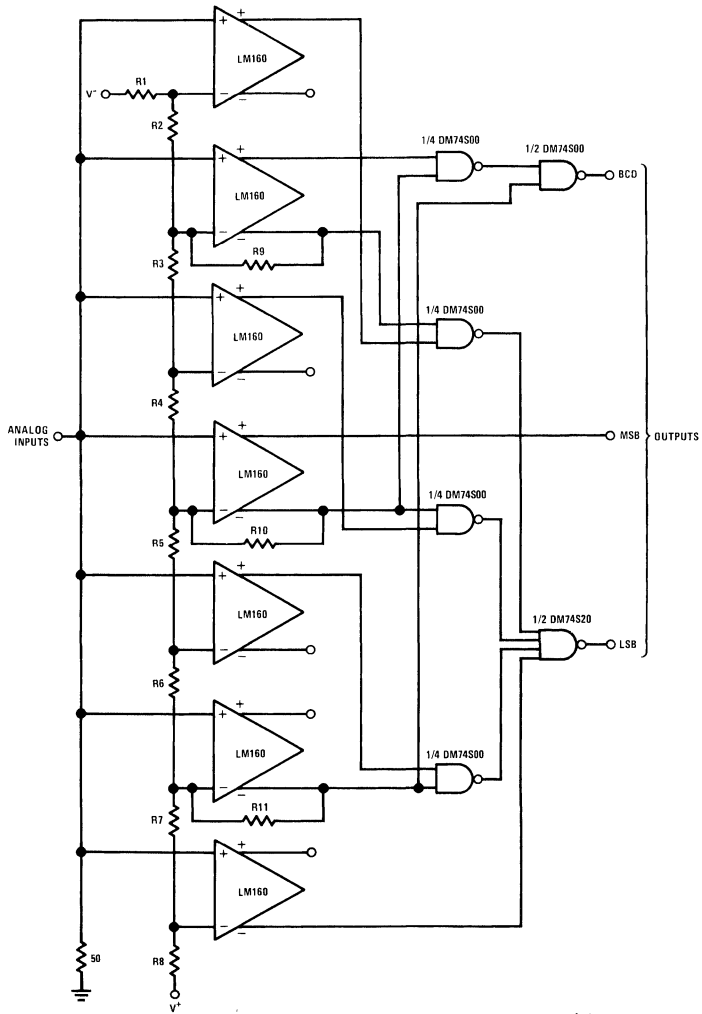 LM160
R1
V-
R2
1/4 DM74S00
1/2 DM74S00
LM160
BCD
R9
R3
1/4 DM74S00
LM160
R4
ANALOG
INPUTS
LM160
MSB
OUTPUTS
1/4 DM74S00
R10
R5
LM160
1/2 DM74S20
LSB
R6
LM160
1/4 DM74S00
R11
R7
LM160
50
R8
V+